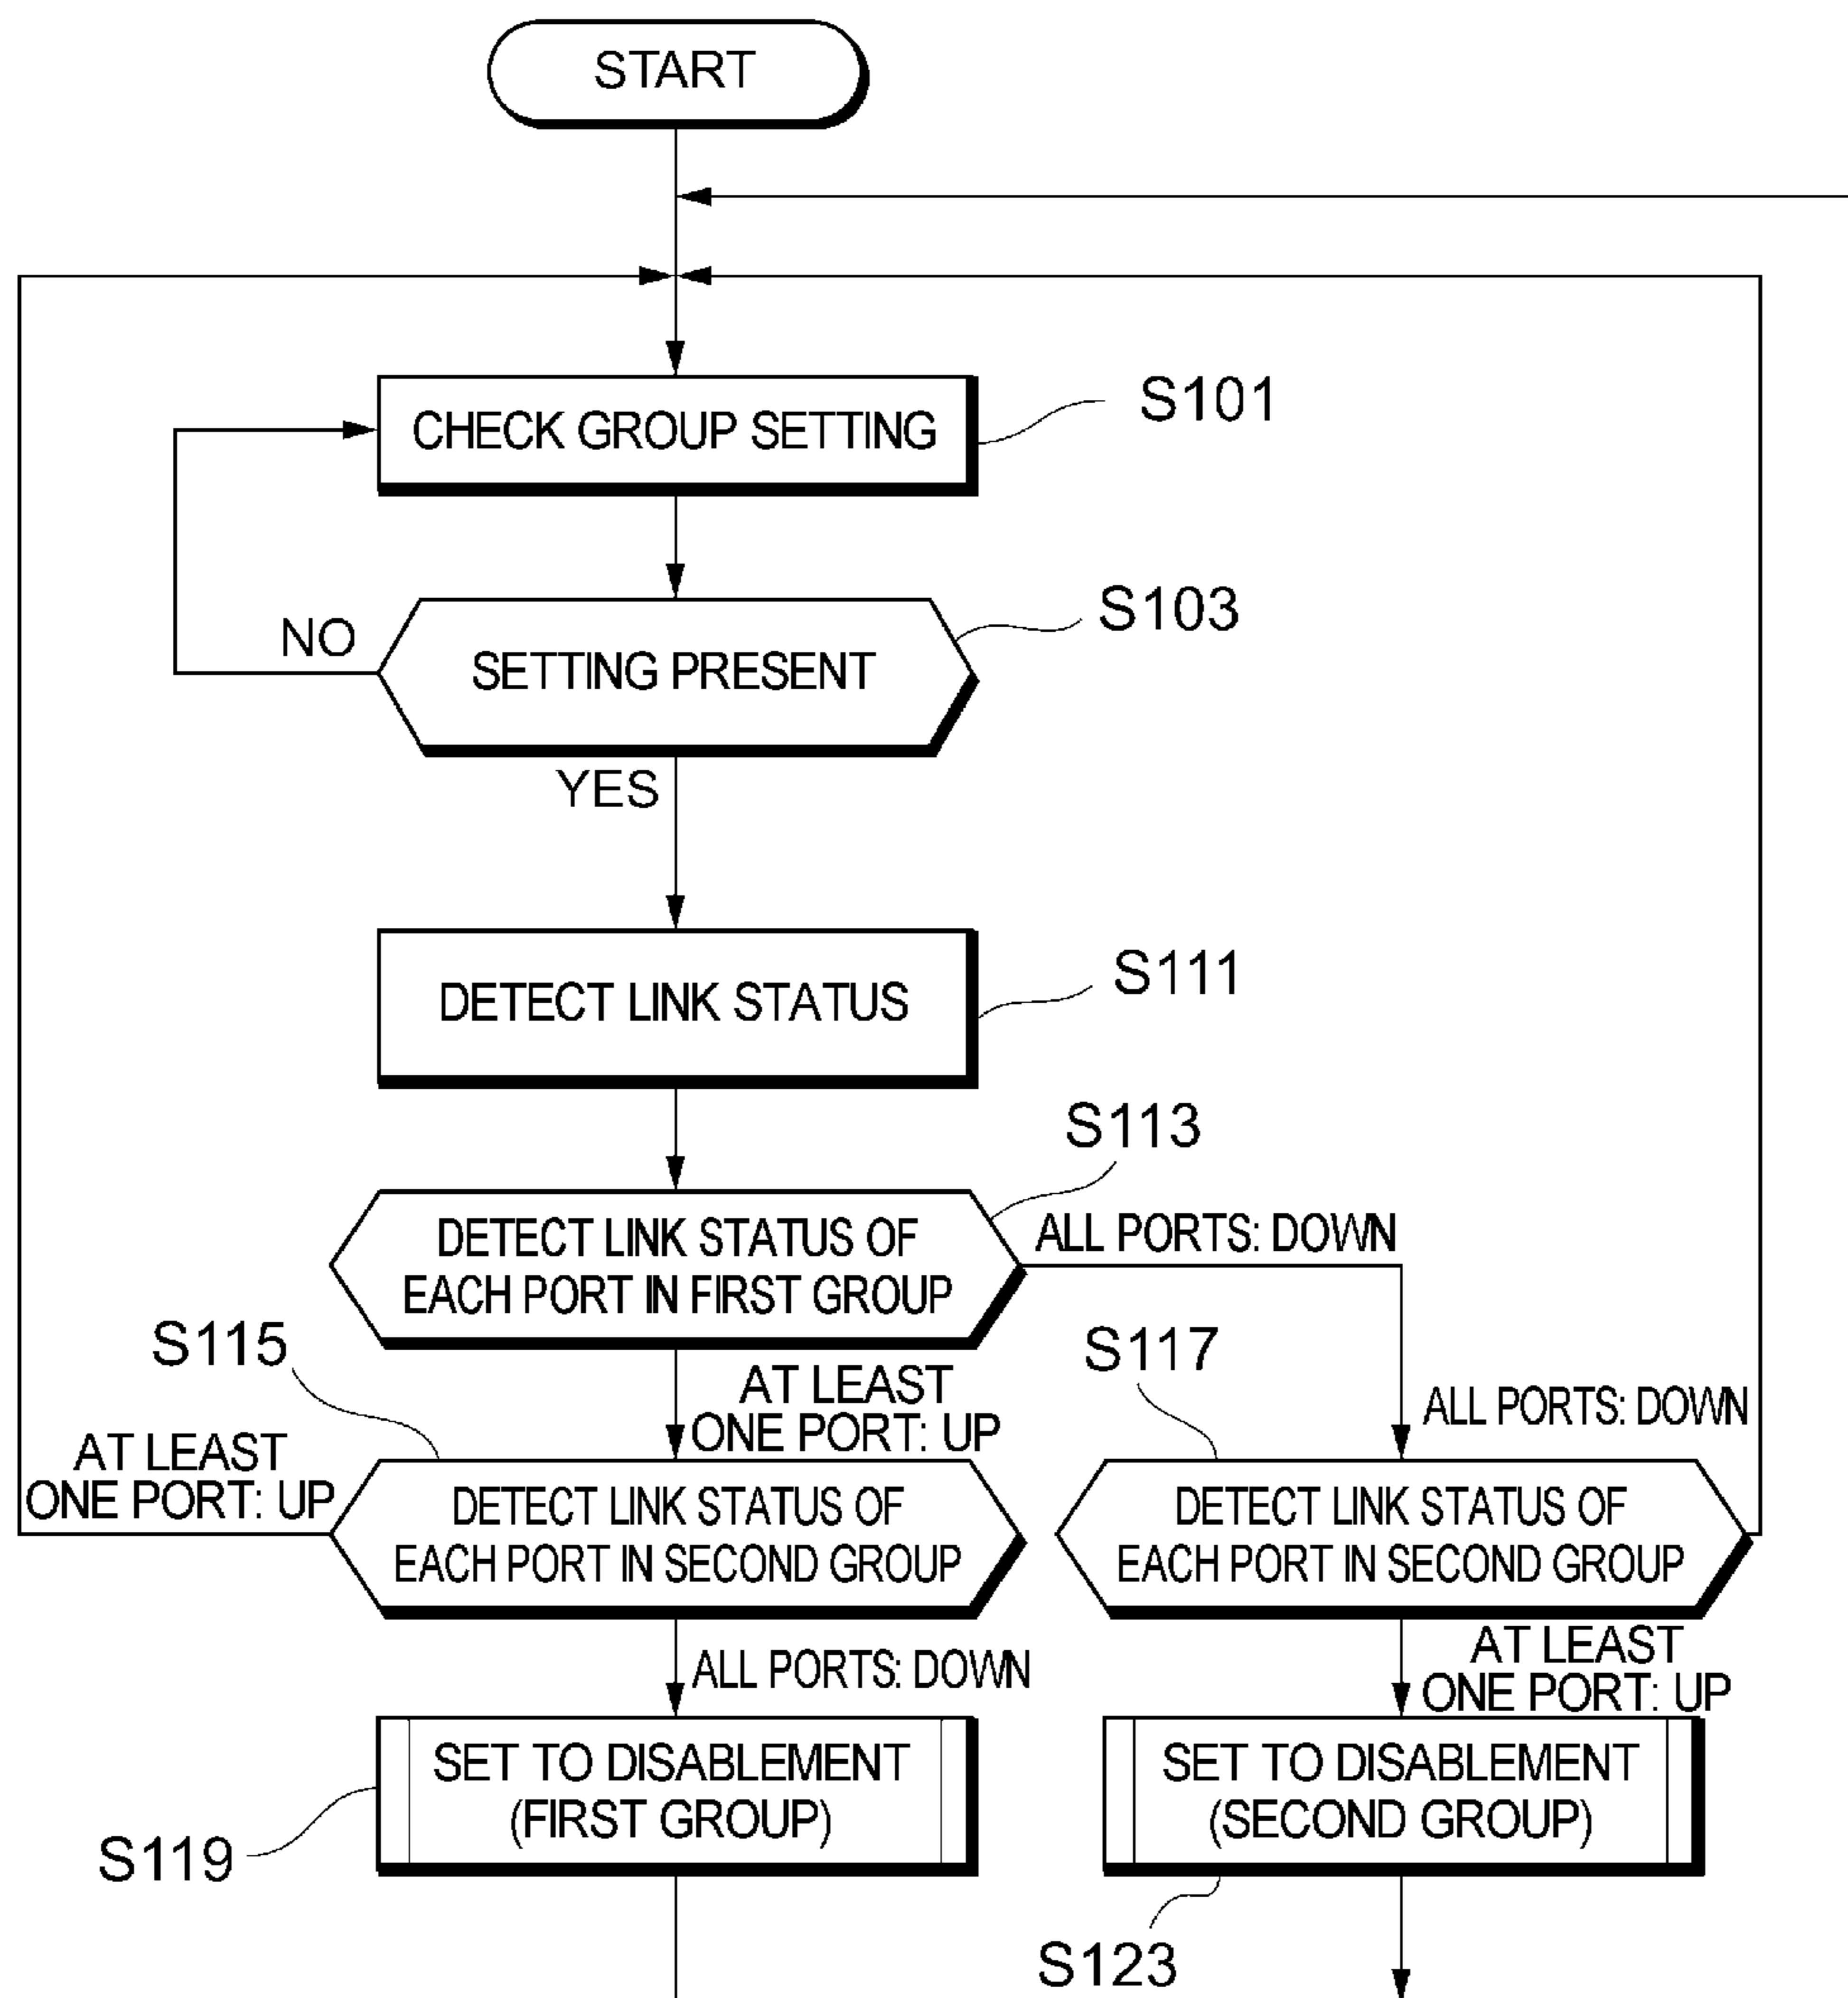 START
CHECK GROUP SETTING
S101
S103
NO
SETTING PRESENT
YES
DETECT LINK STATUS
S111
S113
DETECT LINK STATUS OF
EACH PORT IN FIRST GROUP
ALL PORTS: DOWN
S115
AT LEAST
ONE PORT: UP
S117
ALL PORTS: DOWN
AT LEAST
ONE PORT: UP
DETECT LINK STATUS OF
EACH PORT IN SECOND GROUP
DETECT LINK STATUS OF
EACH PORT IN SECOND GROUP
ALL PORTS: DOWN
AT LEAST
ONE PORT: UP
SET TO DISABLEMENT
(FIRST GROUP)
SET TO DISABLEMENT
(SECOND GROUP)
S119
S123